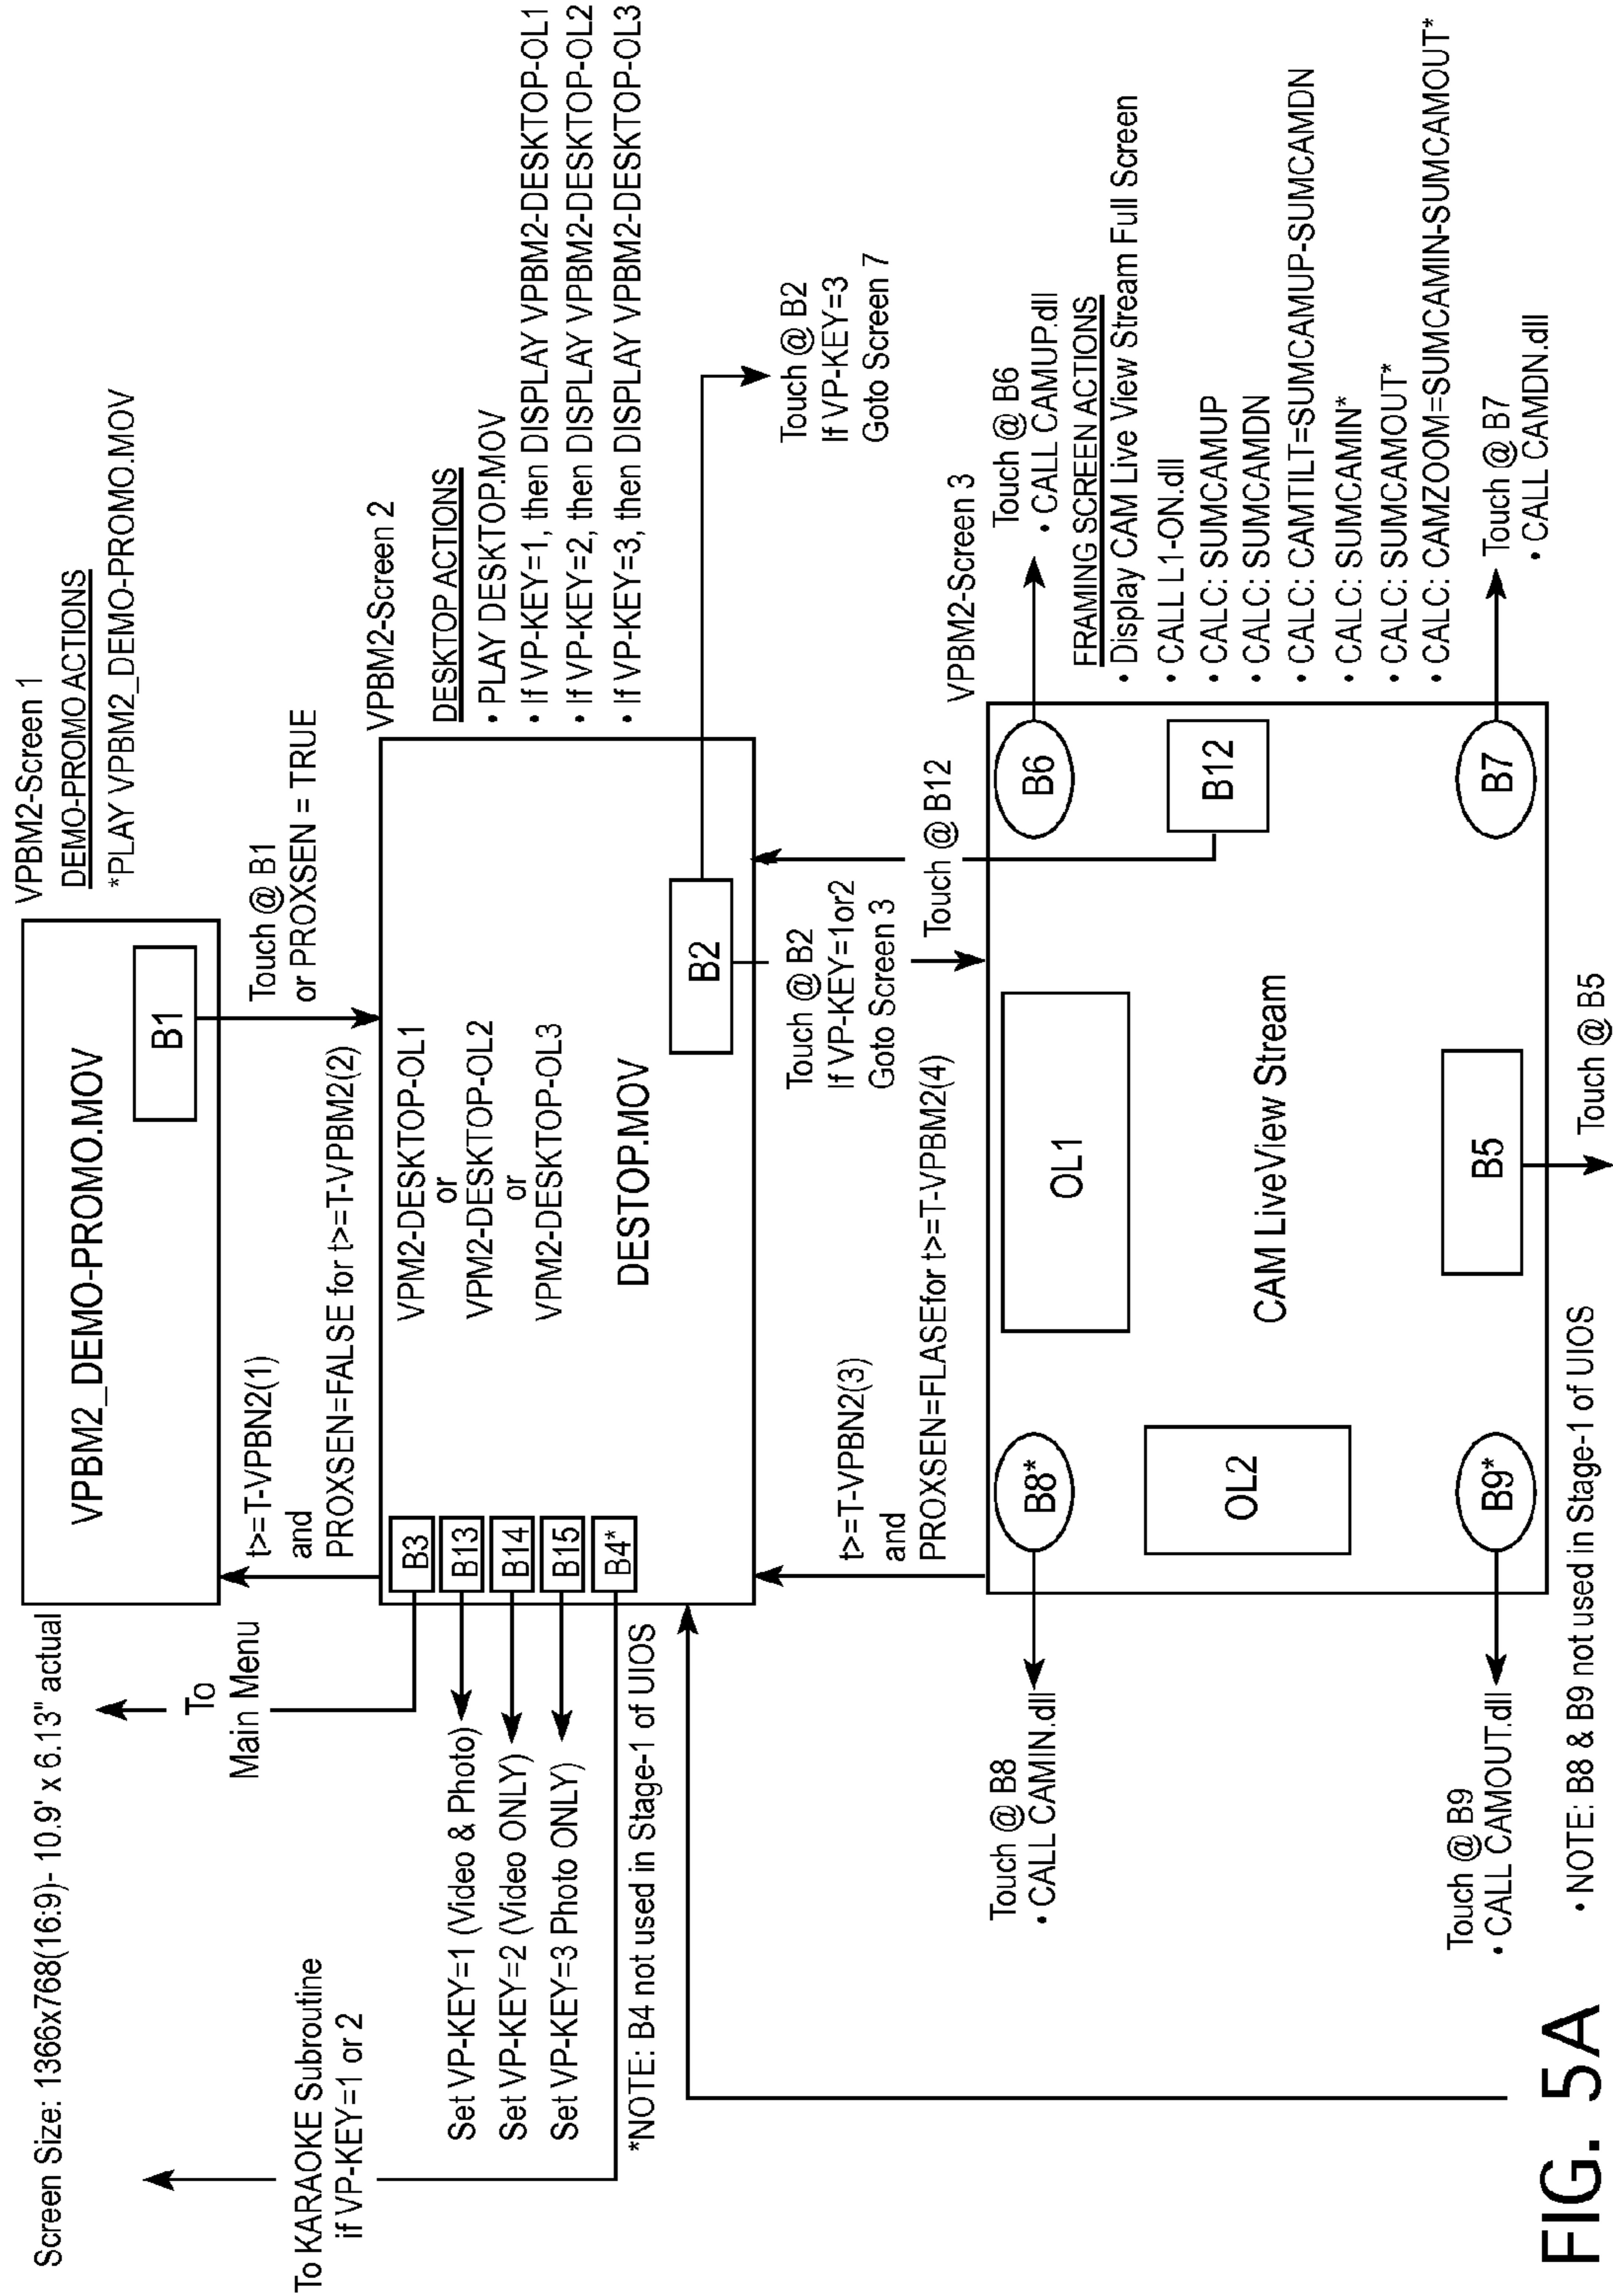 Screen Size: 1366x768(16:9)- 10.9' x 6.13" actual
VPBM2-Screen 1
DEMO-PROMO ACTIONS
*PLAY VPBM2_DEMO-PROMO.MOV
VPBM2_DEMO-PROMO.MOV
B1
To KARAOKE Subroutine
if VP-KEY=1 or 2
To
Main Menu
t>=T-VPBN2(1)
and
PROXSEN=FALSE for t>=T-VPBM2(2)
Touch @ B1
or PROXSEN = TRUE
VPBM2-Screen 2
DESKTOP ACTIONS
• PLAY DESKTOP.MOV
• If VP-KEY=1, then DISPLAY VPBM2-DESKTOP-OL1
• If VP-KEY=2, then DISPLAY VPBM2-DESKTOP-OL2
• If VP-KEY=3, then DISPLAY VPBM2-DESKTOP-OL3
B3
B13
B14
B15
B4*
VPM2-DESKTOP-OL1
or
VPM2-DESKTOP-OL2
or
VPM2-DESKTOP-OL3
DESTOP.MOV
B2
Set VP-KEY=1 (Video & Photo)
Set VP-KEY=2 (Video ONLY)
Set VP-KEY=3 Photo ONLY)
*NOTE: B4 not used in Stage-1 of UIOS
Touch @ B2
If VP-KEY=3
Goto Screen 7
t>=T-VPBN2(3)
and
PROXSEN=FLASEfor t>=T-VPBM2(4)
Touch @ B2
If VP-KEY=1or2
Goto Screen 3
Touch @ B12
VPBM2-Screen 3
Touch @ B6
• CALL CAMUP.dll
FRAMING SCREEN ACTIONS
• Display CAM Live View Stream Full Screen
• CALL L1-ON.dll
• CALC: SUMCAMUP
• CALC: SUMCAMDN
• CALC: CAMTILT=SUMCAMUP-SUMCAMDN
• CALC: SUMCAMIN*
• CALC: SUMCAMOUT*
• CALC: CAMZOOM=SUMCAMIN-SUMCAMOUT*
Touch @ B7
• CALL CAMDN.dll
B8*
OL1
B6
OL2
CAM LiveView Stream
B12
B9*
B5
B7
Touch @ B8
• CALL CAMIN.dll
Touch @ B9
• CALL CAMOUT.dll
• NOTE: B8 & B9 not used in Stage-1 of UIOS
Touch @ B5
FIG. 5A